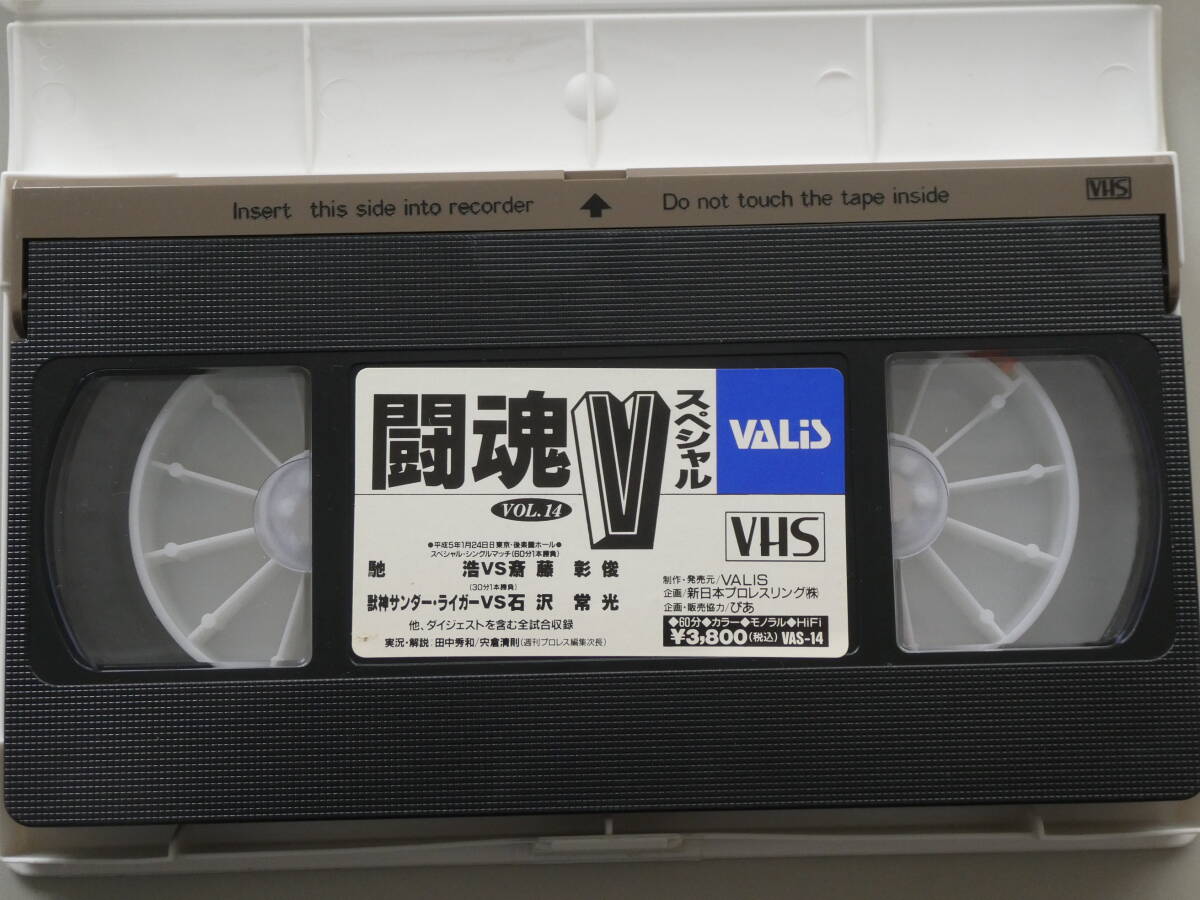 Insert this side into recorder
Do not touch the tape inside
VHS
闘魂Vスペシャル
VALiS
VOL.14
VHS
●平成5年1月24日日東京・後楽園ホール●
スペシャル・シングルマッチ(60分1本勝負)
馳 浩VS斎藤 彰俊
(30分1本勝負)
獣神サンダー・ライガーVS石沢 常光
他、ダイジェストを含む全試合収録
実況・解説/田中秀和/宍倉清則(週刊プロレス編集次長)
制作・発売元/VALIS
企画/新日本プロレスリング㈱
企画・販売協力/ぴあ
◆60分◆カラー◆モノラル◆HiFi
¥3,800(税込) VAS-14